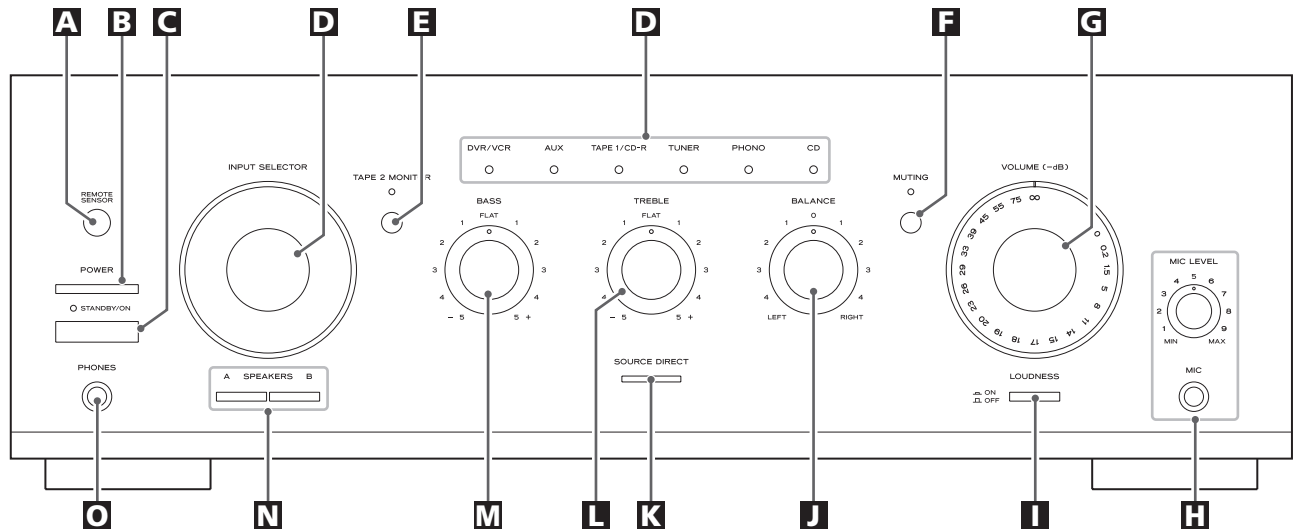 A B C D E D F G
DVR/VCR AUX TAPE 1/CD-R TUNER PHONO CD
INPUT SELECTOR
TAPE 2 MONITOR
MUTING
VOLUME (–dB)
REMOTE
SENSOR
BASS
FLAT
1 1
2 2
3 3
4 4
– 5 5 +
TREBLE
FLAT
1 1
2 2
3 3
4 4
– 5 5 +
BALANCE
1 1
2 2
3 3
4 4
LEFT RIGHT
∞ 75 55 45 39 33 29 26 23 20 19 17 15 14 11 8 5 1.5 0.2 0
POWER
STANDBY/ON
MIC LEVEL
1 2 3 4 5 6 7 8 9
MIN MAX
SOURCE DIRECT
PHONES
A SPEAKERS B
LOUDNESS
ON
OFF
MIC
O N M L K J I H